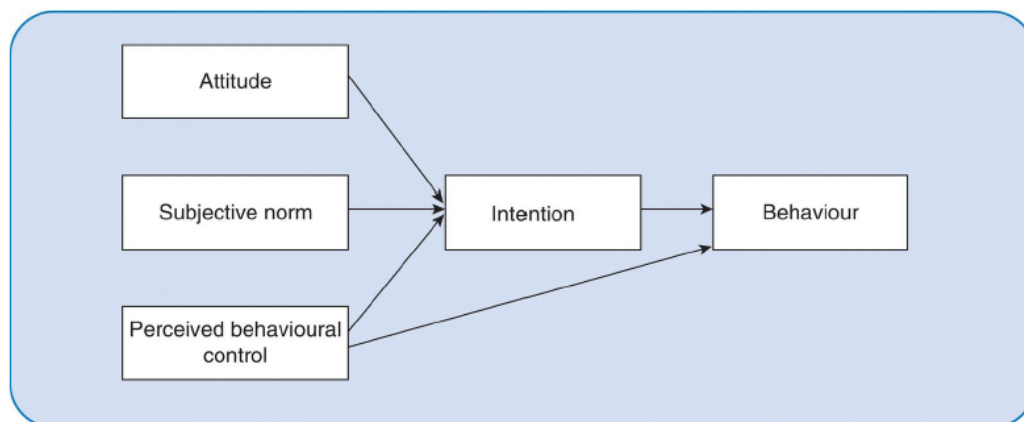 Attitude
Subjective norm
Intention
Behaviour
Perceived behavioural
control